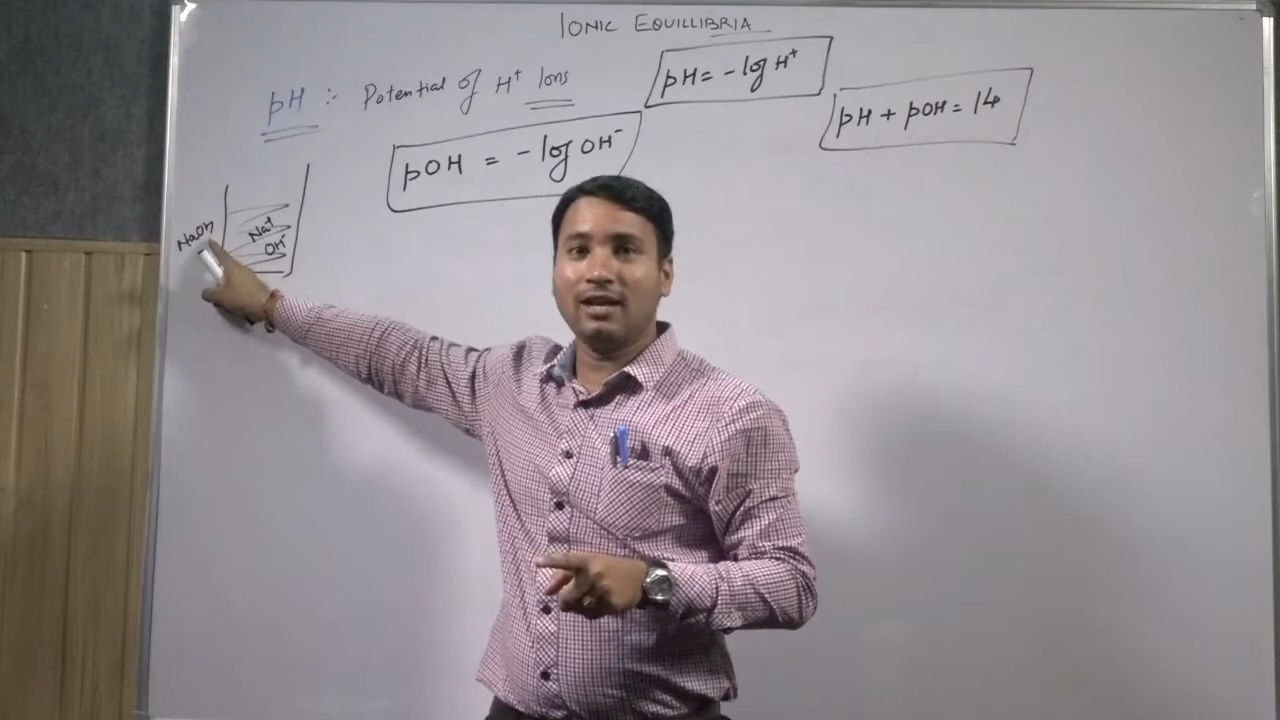 IONIC EQUILLIBRIA
pH :- Potential of H⁺ Ions
pH = - log H⁺
pH + pOH = 14
pOH = - log OH⁻
NaOH
Na⁺
OH⁻